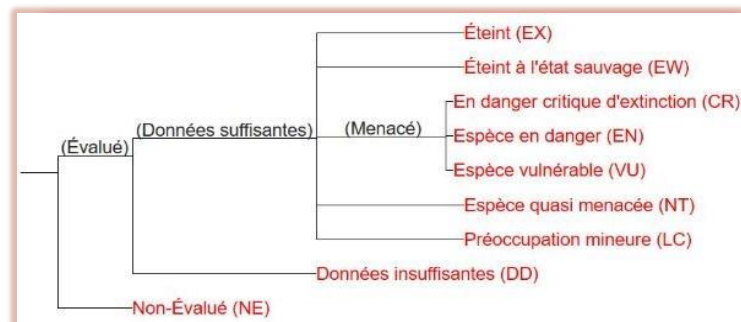 Éteint (EX)
Éteint à l'état sauvage (EW)
En danger critique d'extinction (CR)
(Données suffisantes)
(Menacé)
Espèce en danger (EN)
(Évalué)
Espèce vulnérable (VU)
Espèce quasi menacée (NT)
Préoccupation mineure (LC)
Données insuffisantes (DD)
Non-Évalué (NE)